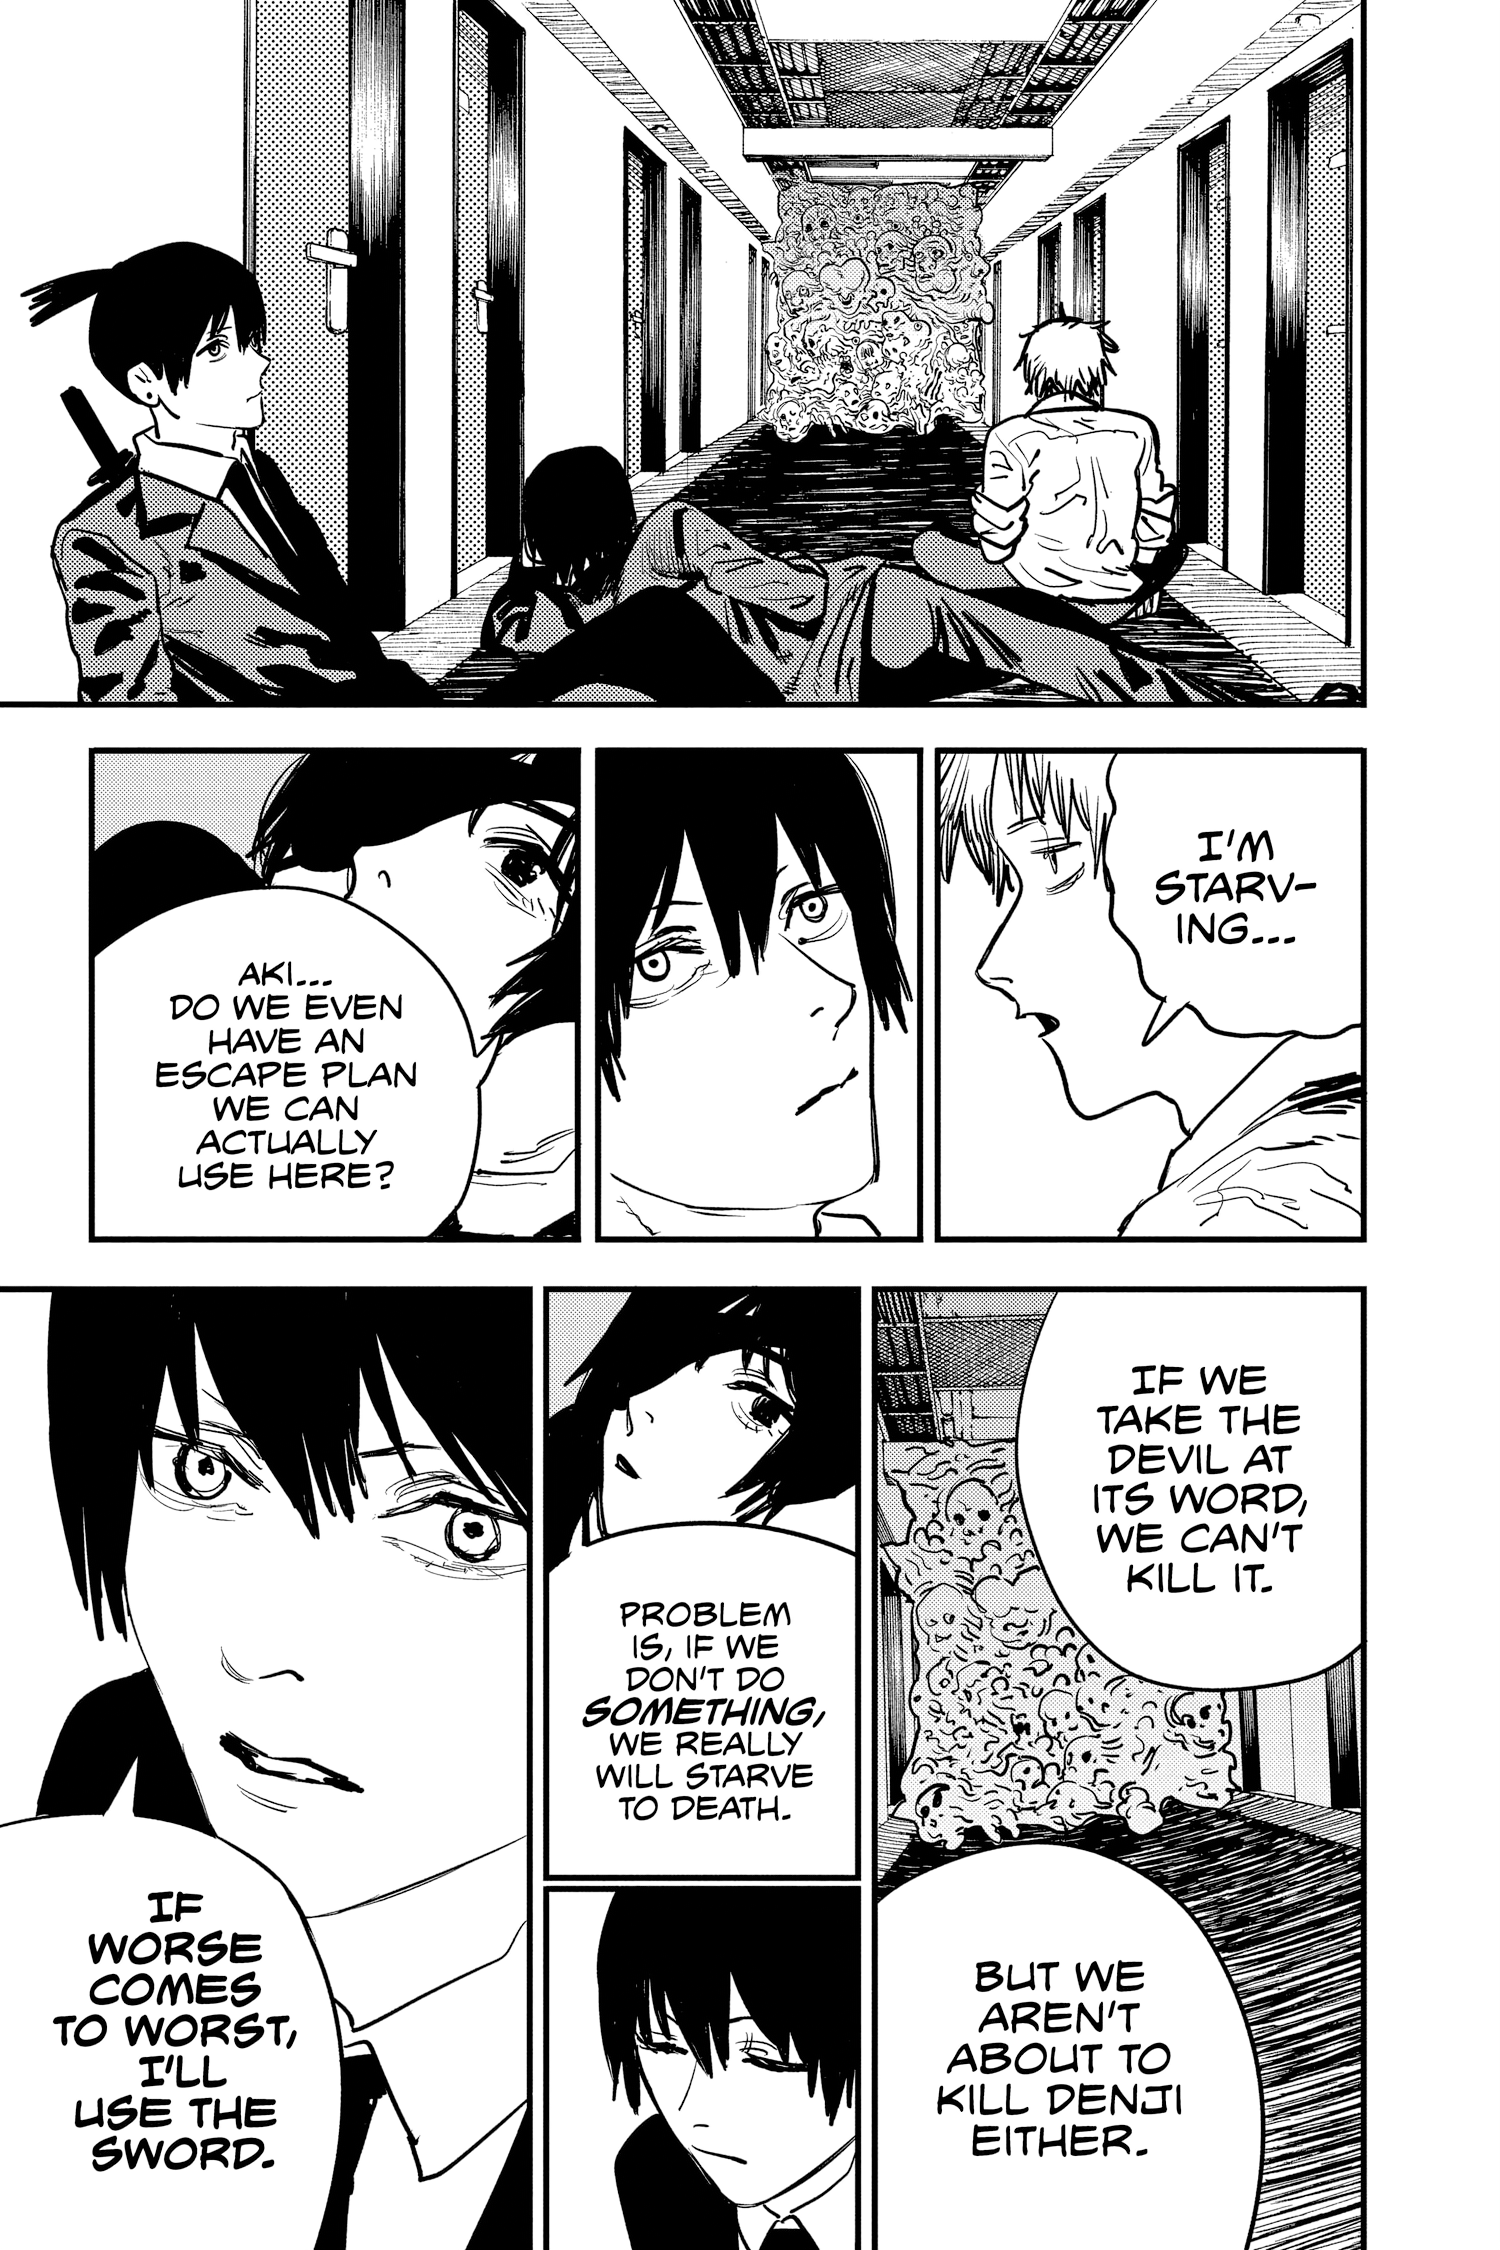 I'M
STARV-
ING...
AKI...
DO WE EVEN
HAVE AN
ESCAPE PLAN
WE CAN
ACTUALLY
USE HERE?
IF WE
TAKE THE
DEVIL AT
ITS WORD,
WE CAN'T
KILL IT.
BUT WE
AREN'T
ABOUT TO
KILL DENJI
EITHER.
PROBLEM
IS, IF WE
DON'T DO
SOMETHING,
WE REALLY
WILL STARVE
TO DEATH.
IF
WORSE
COMES
TO WORST,
I'LL
USE THE
SWORD.